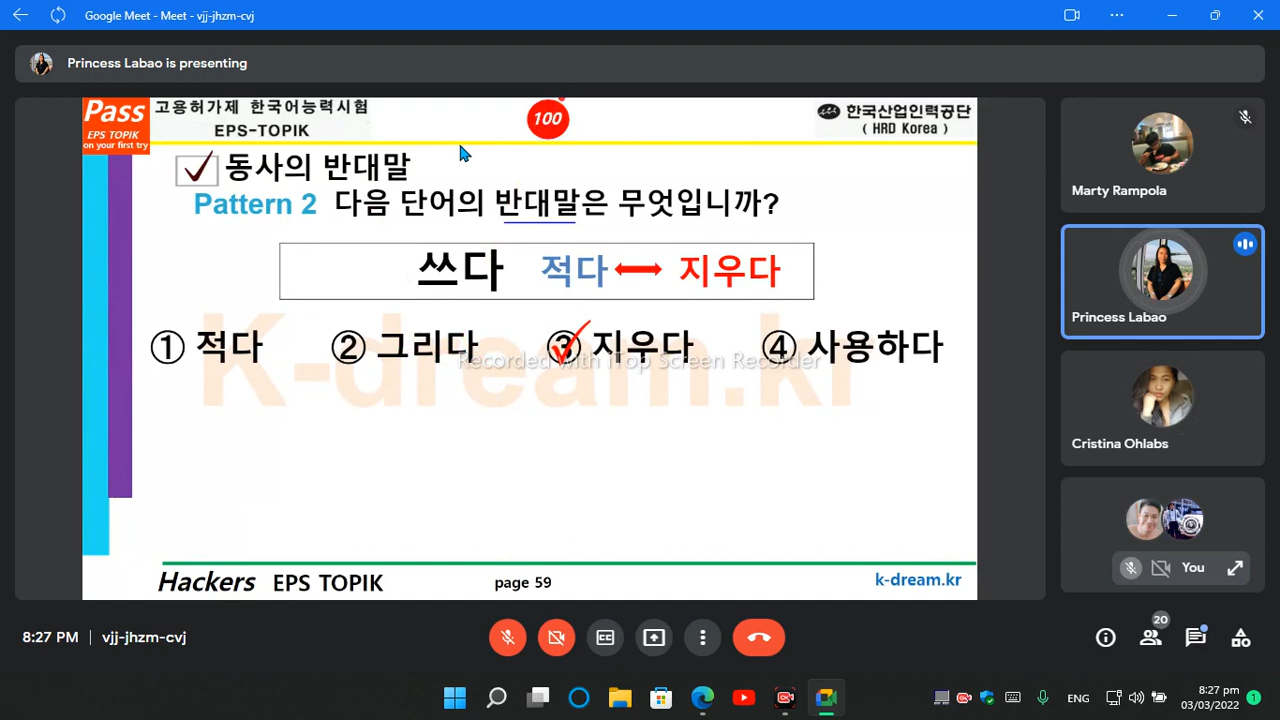 Google Meet - Meet - vjj-jhzm-cvj
Princess Labao is presenting
Pass
EPS TOPIK
on your first try
고용허가제 한국어능력시험
EPS-TOPIK
100
한국산업인력공단
( HRD Korea )
동사의 반대말
Pattern 2 다음 단어의 반대말은 무엇입니까?
쓰다 적다 지우다
① 적다 ② 그리다 ③ 지우다 ④ 사용하다
Recorded with iTop Screen Recorder
K-dream.kr
Hackers EPS TOPIK page 59 k-dream.kr
Marty Rampola
Princess Labao
Cristina Ohlabs
You
8:27 PM | vjj-jhzm-cvj
20
ENG
8:27 pm
03/03/2022
1